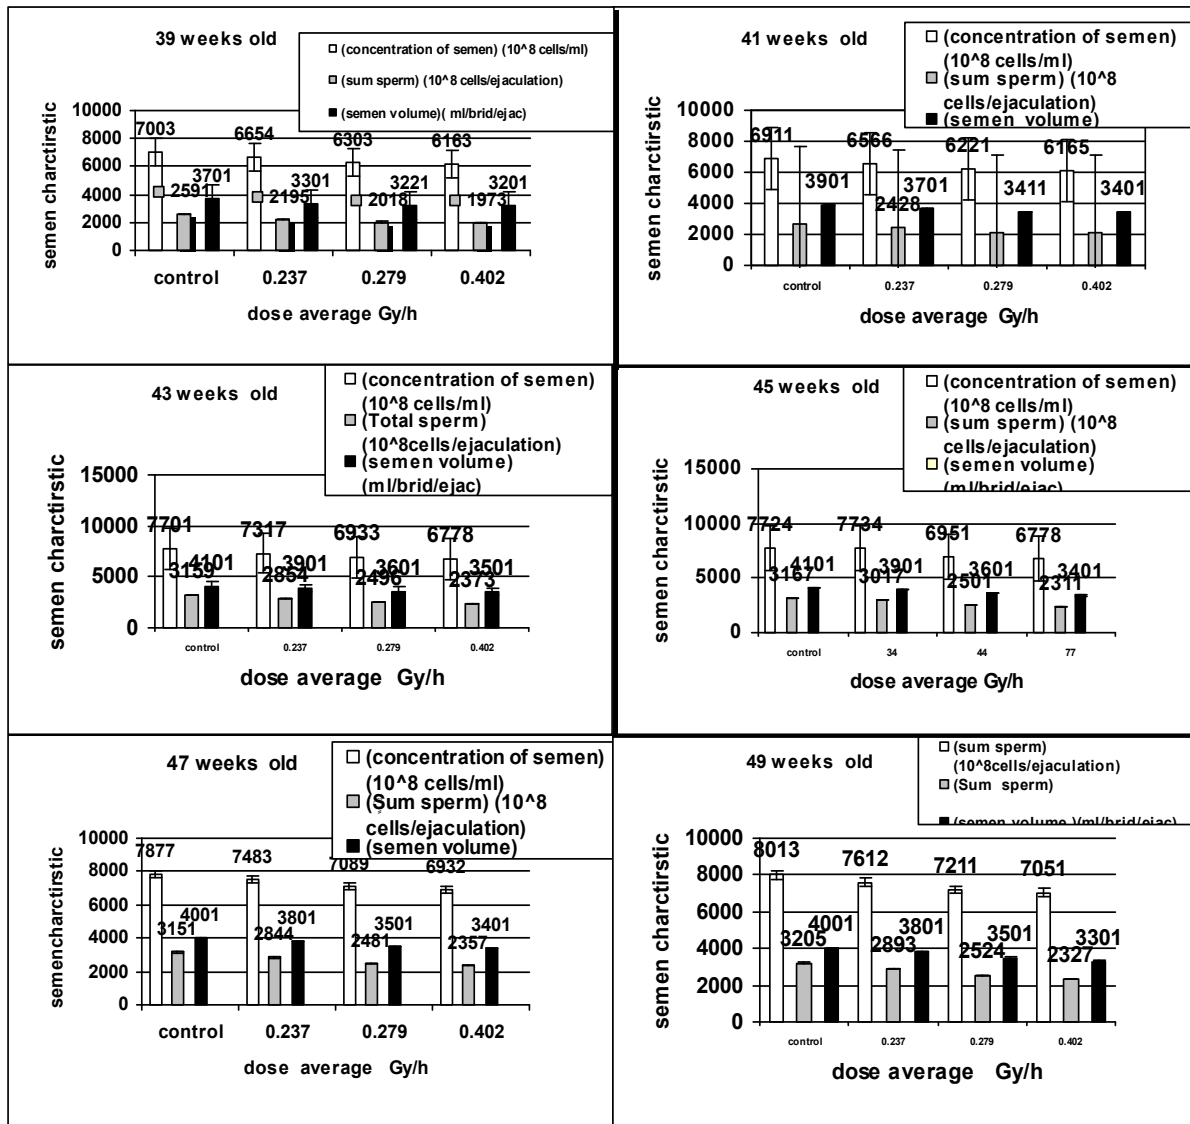 39 weeks old
(concentration of semen) (10^8 cells/ml)
(sum sperm) (10^8 cells/ejaculation)
(semen volume)( ml/brid/ejac)
semen charctirstic
10000
8000
6000
4000
2000
0
7003 6654 6303 6163
3701 3301 3221 3201
2591 2195 2018 1973
control 0.237 0.279 0.402
dose average Gy/h
41 weeks old
(concentration of semen)
(10^8 cells/ml)
(sum sperm) (10^8
cells/ejaculation)
(semen volume)
semen charctirstic
10000
8000
6000
4000
2000
0
6911 6566 6221 6165
3901 3701 3411 3401
2428
control 0.237 0.279 0.402
dose average Gy/h
43 weeks old
(concentration of semen)
(10^8 cells/ml)
(Total sperm)
(10^8cells/ejaculation)
(semen volume)
(ml/brid/ejac)
semen charctirstic
15000
10000
5000
0
7701 7317 6933 6778
4101 3901 3601 3501
3159 2854 2496 2373
control 0.237 0.279 0.402
dose average Gy/h
45 weeks old
(concentration of semen)
(10^8 cells/ml)
(sum sperm) (10^8
cells/ejaculation)
(semen volume)
(ml/brid/ejac)
semen charctirstic
15000
10000
5000
0
7724 7734 6951 6778
4101 3901 3601 3401
3167 3017 2501 2311
control 34 44 77
dose average Gy/h
47 weeks old
(concentration of semen)
(10^8 cells/ml)
(Sum sperm) (10^8
cells/ejaculation)
(semen volume)
semencharctirstic
10000
8000
6000
4000
2000
0
7877 7483 7089 6932
4001 3801 3501 3401
3151 2844 2481 2357
control 0.237 0.279 0.402
dose average Gy/h
49 weeks old
(sum sperm)
(10^8cells/ejaculation)
(Sum sperm)
(semen volume )(ml/brid/ejac)
semen charctirstic
10000
8000
6000
4000
2000
0
8013 7612 7211 7051
4001 3801 3501 3301
3205 2893 2524 2327
control 0.237 0.279 0.402
dose average Gy/h